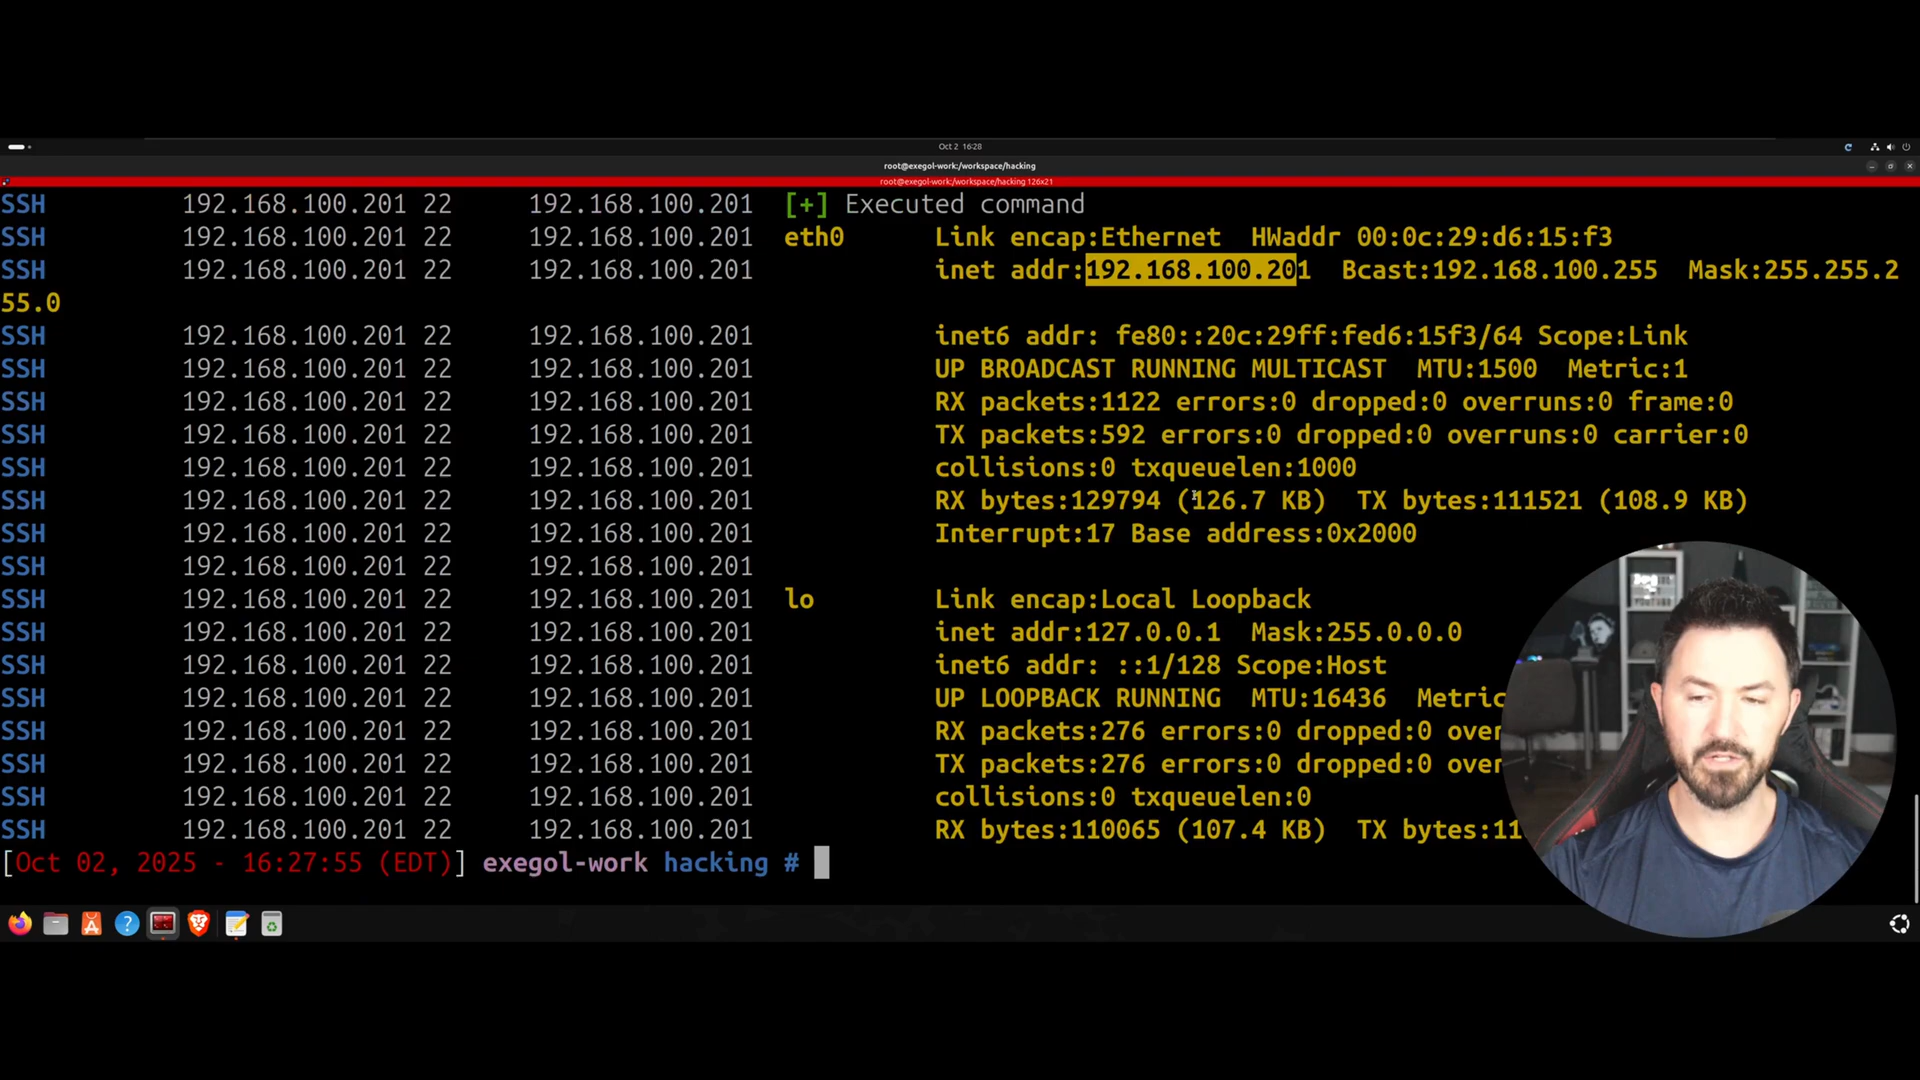 Oct 2 16:28
root@exegol-work:/workspace/hacking
root@exegol-work:/workspace/hacking 126x21
SSH 192.168.100.201 22 192.168.100.201 [+] Executed command
SSH 192.168.100.201 22 192.168.100.201 eth0 Link encap:Ethernet HWaddr 00:0c:29:d6:15:f3
SSH 192.168.100.201 22 192.168.100.201 inet addr:192.168.100.201 Bcast:192.168.100.255 Mask:255.255.2
55.0
SSH 192.168.100.201 22 192.168.100.201 inet6 addr: fe80::20c:29ff:fed6:15f3/64 Scope:Link
SSH 192.168.100.201 22 192.168.100.201 UP BROADCAST RUNNING MULTICAST MTU:1500 Metric:1
SSH 192.168.100.201 22 192.168.100.201 RX packets:1122 errors:0 dropped:0 overruns:0 frame:0
SSH 192.168.100.201 22 192.168.100.201 TX packets:592 errors:0 dropped:0 overruns:0 carrier:0
SSH 192.168.100.201 22 192.168.100.201 collisions:0 txqueuelen:1000
SSH 192.168.100.201 22 192.168.100.201 RX bytes:129794 (126.7 KB) TX bytes:111521 (108.9 KB)
SSH 192.168.100.201 22 192.168.100.201 Interrupt:17 Base address:0x2000
SSH 192.168.100.201 22 192.168.100.201
SSH 192.168.100.201 22 192.168.100.201 lo Link encap:Local Loopback
SSH 192.168.100.201 22 192.168.100.201 inet addr:127.0.0.1 Mask:255.0.0.0
SSH 192.168.100.201 22 192.168.100.201 inet6 addr: ::1/128 Scope:Host
SSH 192.168.100.201 22 192.168.100.201 UP LOOPBACK RUNNING MTU:16436 Metric
SSH 192.168.100.201 22 192.168.100.201 RX packets:276 errors:0 dropped:0 over
SSH 192.168.100.201 22 192.168.100.201 TX packets:276 errors:0 dropped:0 over
SSH 192.168.100.201 22 192.168.100.201 collisions:0 txqueuelen:0
SSH 192.168.100.201 22 192.168.100.201 RX bytes:110065 (107.4 KB) TX bytes:11
[Oct 02, 2025 - 16:27:55 (EDT)] exegol-work hacking #